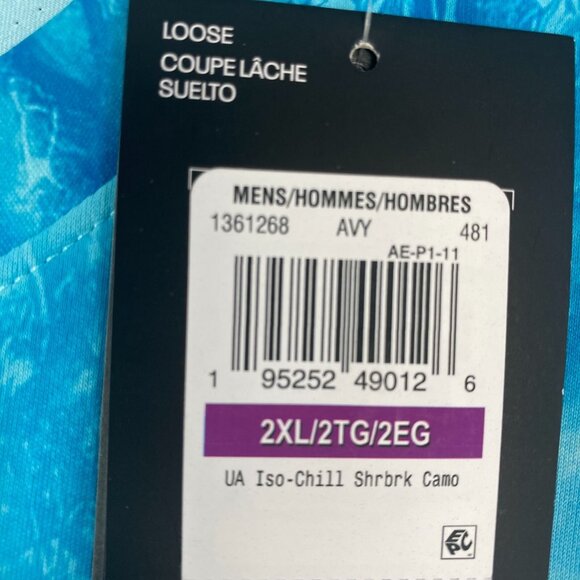 LOOSE
COUPE LÂCHE
SUELTO
MENS/HOMMES/HOMBRES
1361268 AVY 481
AE-P1-11
1 95252 49012 6
2XL/2TG/2EG
UA Iso-Chill Shrbrk Camo
EPC